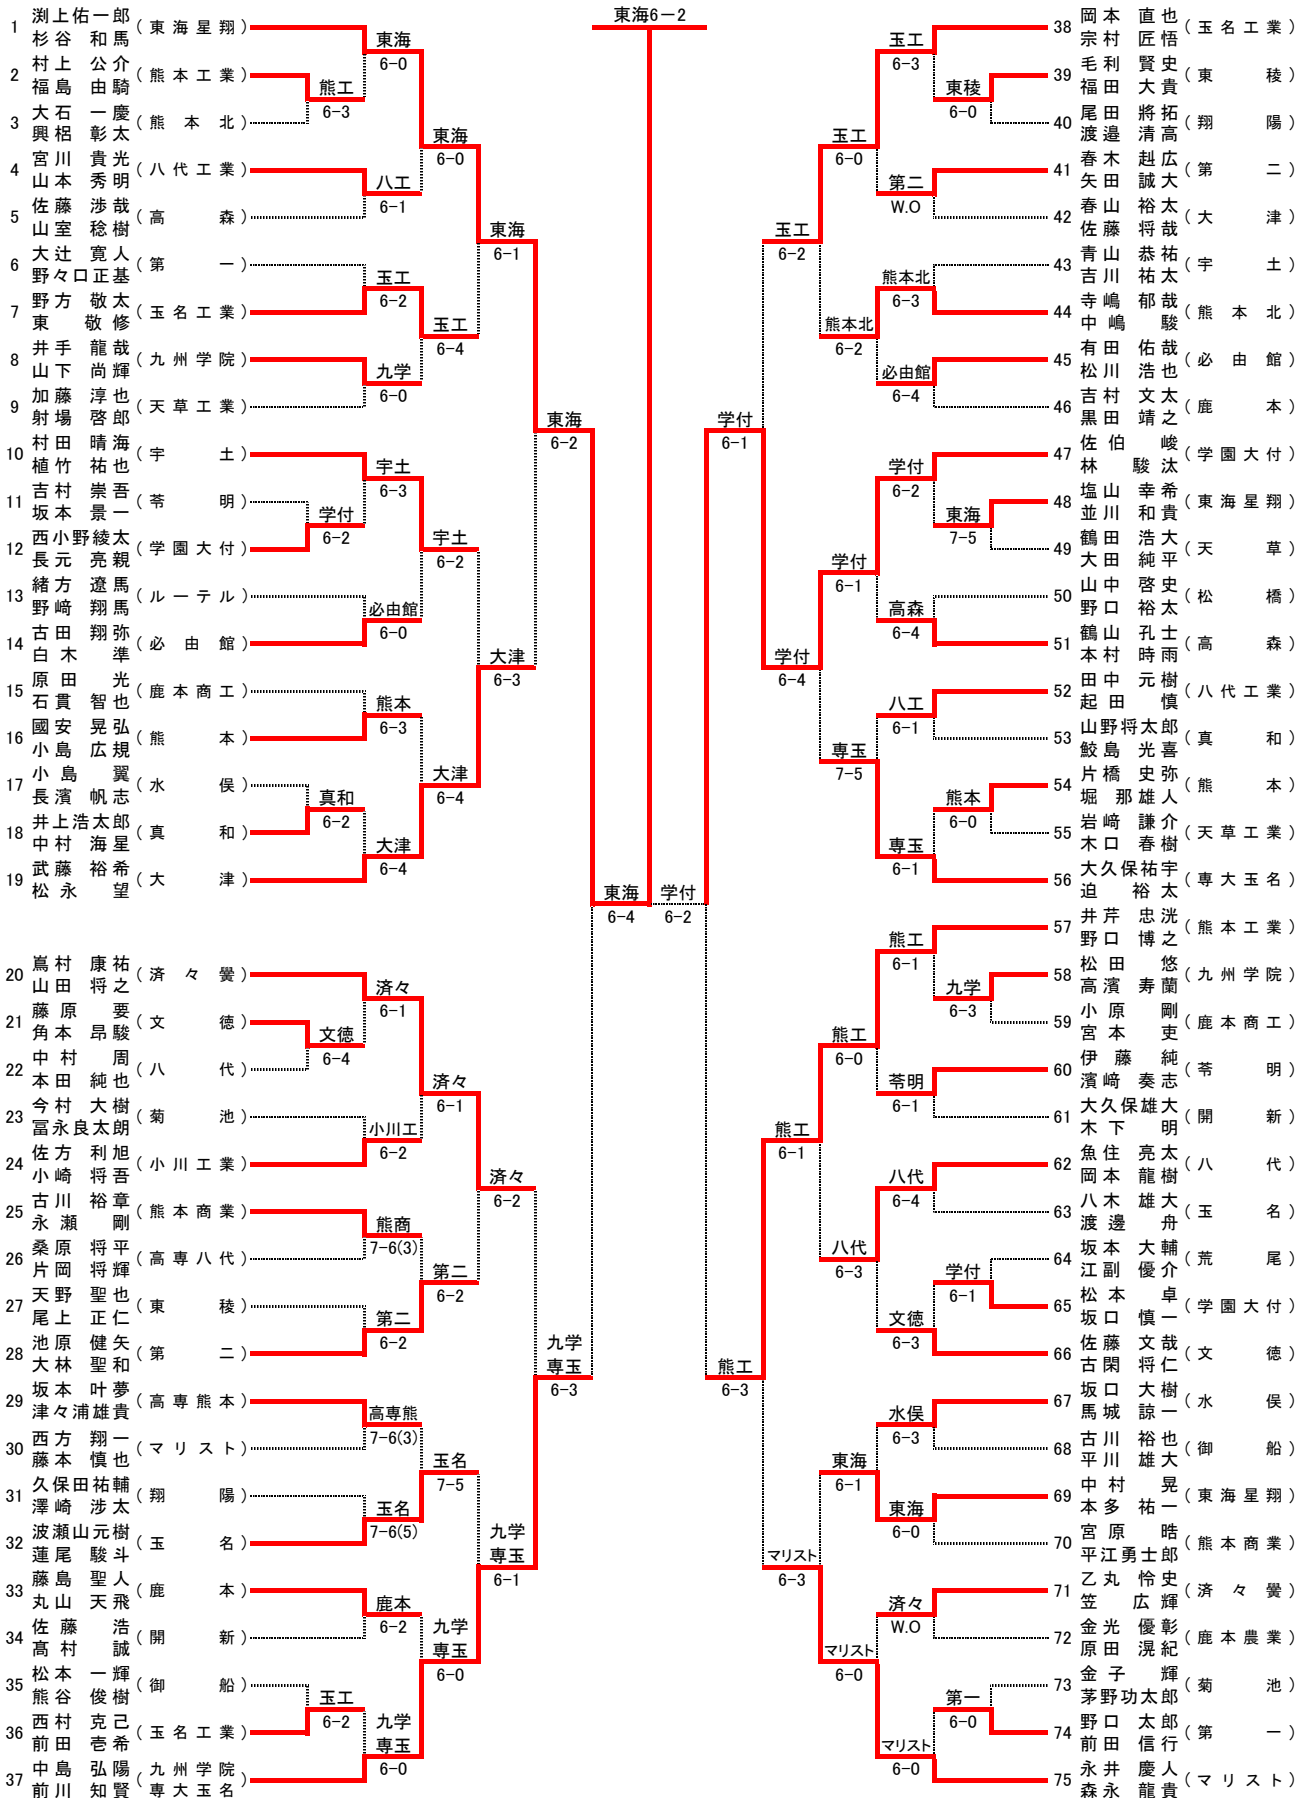 東海6－2
1 渕上佑一郎 杉谷和馬 （東海星翔）
東海
6-0
2 村上公介 福島由騎 （熊本工業）
熊工
6-3
3 大石一慶 興梠彰太 （熊本北）
東海
6-0
4 宮川貴光 山本秀明 （八代工業）
八工
6-1
5 佐藤渉哉 山室稔樹 （高森）
東海
6-1
6 大辻寛人 野々口正基 （第一）
玉工
6-2
7 野方敬太 東敬修 （玉名工業）
玉工
6-4
8 井手龍哉 山下尚輝 （九州学院）
九学
6-0
9 加藤淳也 射場啓郎 （天草工業）
東海
6-2
10 村田晴海 植竹祐也 （宇土）
宇土
6-3
11 吉村崇吾 坂本景一 （苓明）
学付
6-2
12 西小野綾太 長元亮親 （学園大付）
宇土
6-2
13 緒方遼馬 野﨑翔馬 （ルーテル）
必由館
6-0
14 古田翔弥 白木準 （必由館）
大津
6-3
15 原田光 石貫智也 （鹿本商工）
熊本
6-3
16 國安晃弘 小島広規 （熊本）
大津
6-4
17 小島翼 長濱帆志 （水俣）
真和
6-2
18 井上浩太郎 中村海星 （真和）
大津
6-4
19 武藤裕希 松永望 （大津）
東海
6-4
20 嶌村康祐 山田将之 （済々黌）
済々
6-1
21 藤原要 角本昂駿 （文徳）
文徳
6-4
22 中村周 本田純也 （八代）
済々
6-1
23 今村大樹 冨永良太朗 （菊池）
小川工
6-2
24 佐方利旭 小崎将吾 （小川工業）
済々
6-2
25 古川裕章 永瀬剛 （熊本商業）
熊商
7-6(3)
26 桑原将平 片岡将輝 （高専八代）
第二
6-2
27 天野聖也 尾上正仁 （東稜）
第二
6-2
28 池原健矢 大林聖和 （第二）
九学
専玉
6-3
29 坂本叶夢 津々浦雄貴 （高専熊本）
高専熊
7-6(3)
30 西方翔一 藤本慎也 （マリスト）
玉名
7-5
31 久保田祐輔 澤崎渉太 （翔陽）
玉名
7-6(5)
32 波瀬山元樹 蓮尾駿斗 （玉名）
九学
専玉
6-1
33 藤島聖人 丸山天飛 （鹿本）
鹿本
6-2
34 佐藤浩 髙村誠 （開新）
九学
専玉
6-0
35 松本一輝 熊谷俊樹 （御船）
玉工
6-2
36 西村克己 前田壱希 （玉名工業）
九学
専玉
6-0
37 中島弘陽 前川知賢 （九州学院 専大玉名）
38 岡本直也 宗村匠悟 （玉名工業）
玉工
6-3
39 毛利賢史 福田大貴 （東稜）
東稜
6-0
40 尾田將拓 渡邉清高 （翔陽）
玉工
6-0
41 春木赳広 矢田誠大 （第二）
第二
W.O
42 春山裕太 佐藤将哉 （大津）
玉工
6-2
43 青山恭祐 吉川祐太 （宇土）
熊本北
6-3
44 寺嶋郁哉 中嶋駿 （熊本北）
熊本北
6-2
45 有田佑哉 松川浩也 （必由館）
必由館
6-4
46 吉村文太 黒田靖之 （鹿本）
学付
6-1
47 佐伯峻 林駿汰 （学園大付）
学付
6-2
48 塩山幸希 並川和貴 （東海星翔）
東海
7-5
49 鶴田浩大 大田純平 （天草）
学付
6-1
50 山中啓史 野口裕太 （松橋）
高森
6-4
51 鶴山孔士 本村時雨 （高森）
学付
6-4
52 田中元樹 起田慎 （八代工業）
八工
6-1
53 山野将太郎 鮫島光喜 （真和）
専玉
7-5
54 片橋史弥 堀那雄人 （熊本）
熊本
6-0
55 岩﨑謙介 木口春樹 （天草工業）
専玉
6-1
56 大久保祐宇 迫裕太 （専大玉名）
学付
6-2
57 井芹忠洸 野口博之 （熊本工業）
熊工
6-1
58 松田悠 高濱寿蘭 （九州学院）
九学
6-3
59 小原剛 宮本吏 （鹿本商工）
熊工
6-0
60 伊藤純 濱﨑奏志 （苓明）
苓明
6-1
61 大久保雄大 木下明 （開新）
熊工
6-1
62 魚住亮太 岡本龍樹 （八代）
八代
6-4
63 八木雄大 渡邊舟 （玉名）
八代
6-3
64 坂本大輔 江副優介 （荒尾）
学付
6-1
65 松本卓 坂口慎一 （学園大付）
文徳
6-3
66 佐藤文哉 古閑将仁 （文徳）
熊工
6-3
67 坂口大樹 馬城諒一 （水俣）
水俣
6-3
68 古川裕也 平川雄大 （御船）
東海
6-1
69 中村晃 本多祐一 （東海星翔）
東海
6-0
70 宮原晧 平江勇士郎 （熊本商業）
マリスト
6-3
71 乙丸怜史 笠広輝 （済々黌）
済々
W.O
72 金光優彰 原田滉紀 （鹿本農業）
マリスト
6-0
73 金子輝 茅野功太郎 （菊池）
第一
6-0
74 野口太郎 前田信行 （第一）
マリスト
6-0
75 永井慶人 森永龍貴 （マリスト）